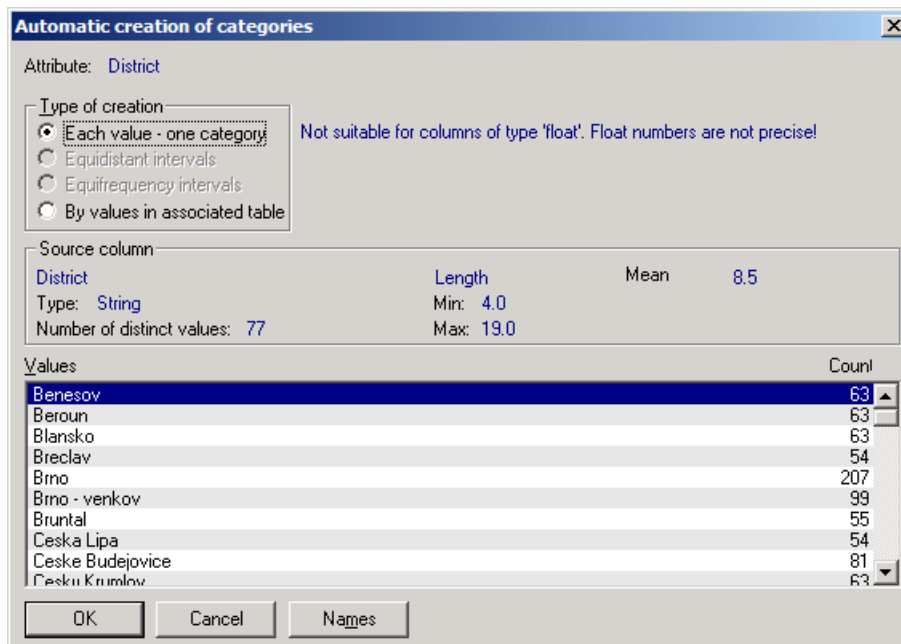 Automatic creation of categories
Attribute: District
Type of creation
Each value - one category
Not suitable for columns of type 'float'. Float numbers are not precise!
Equidistant intervals
Equifrequency intervals
By values in associated table
Source column
District Length Mean 8.5
Type: String Min: 4.0
Number of distinct values: 77 Max: 19.0
Values Count
Benesov 63
Beroun 63
Blansko 63
Breclav 54
Brno 207
Brno - venkov 99
Bruntal 55
Ceska Lipa 54
Ceske Budejovice 81
Cesky Krumlov 63
OK Cancel Names